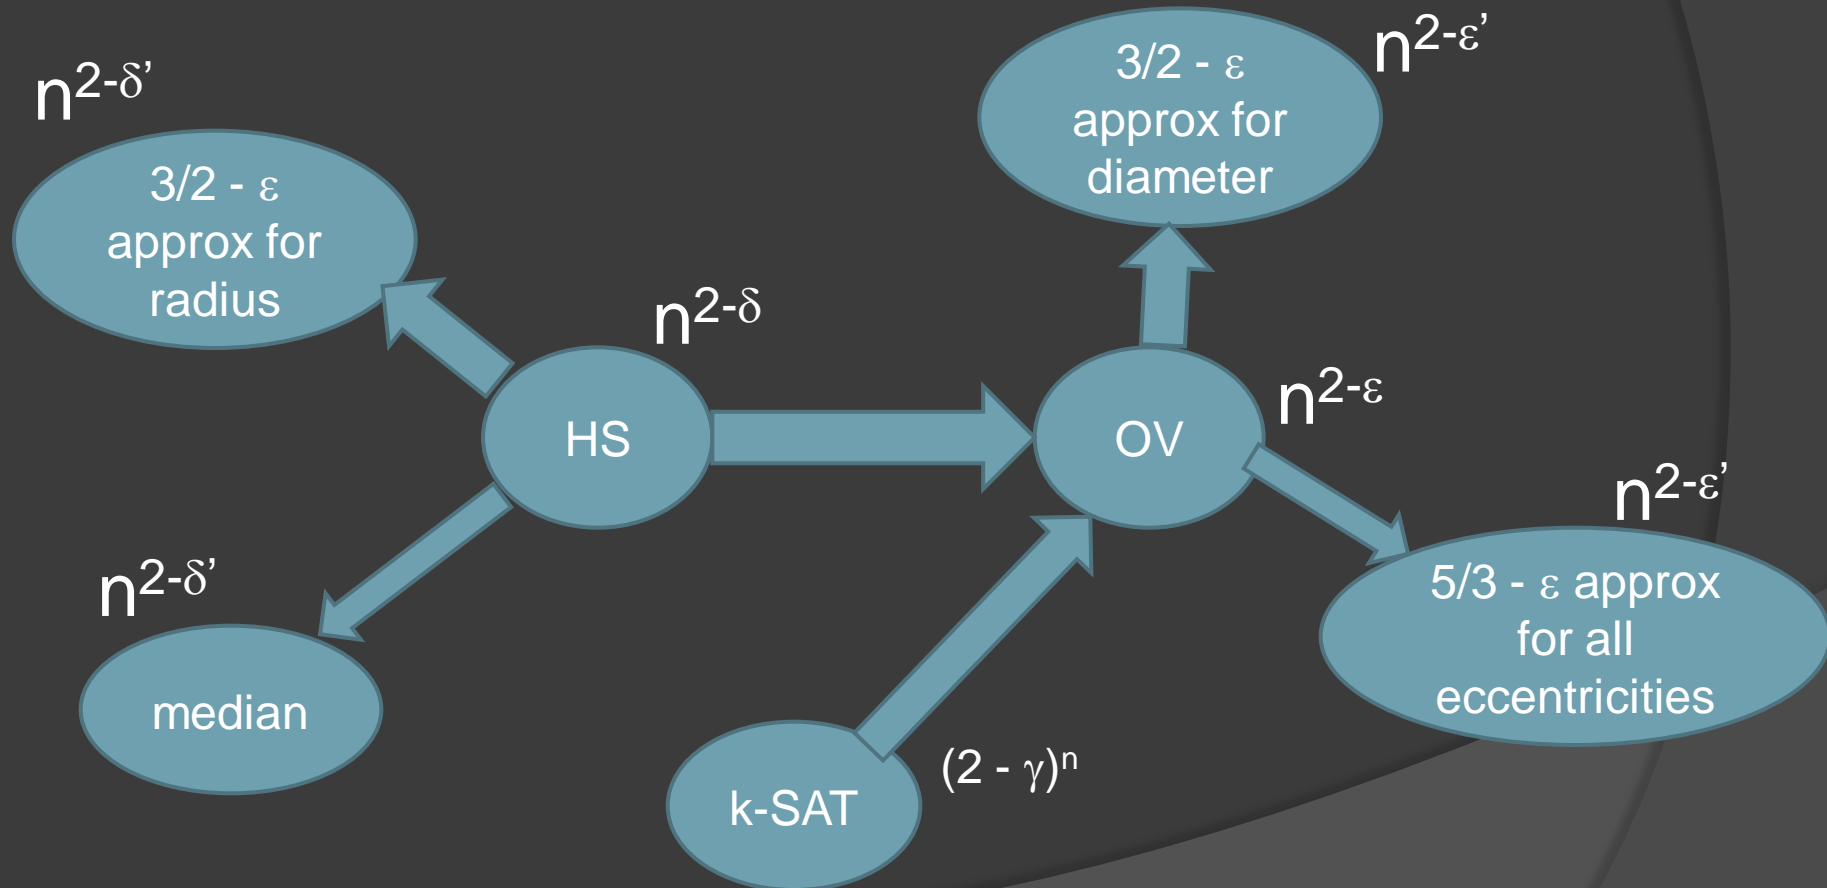 n2-δ’
3/2 - ε
approx for
radius
3/2 - ε
approx for
diameter
n2-ε’
n2-δ
HS
OV
n2-ε
n2-δ’
median
n2-ε’
5/3 - ε approx
for all
eccentricities
k-SAT
(2 - γ)n